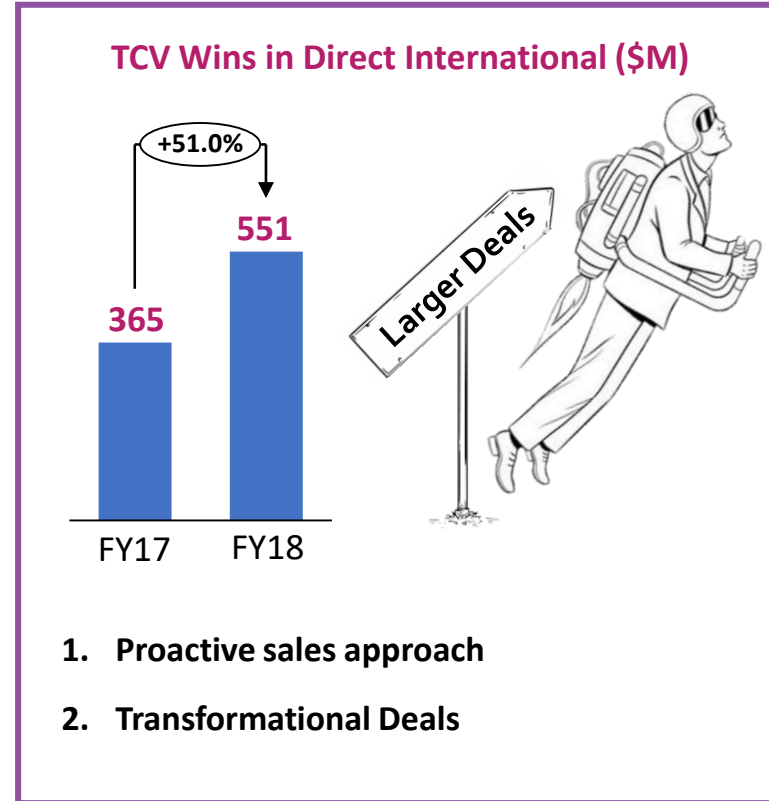 TCV Wins in Direct International ($M)
+51.0%
551
365
Larger Deals
FY17
FY18
1. Proactive sales approach
2. Transformational Deals